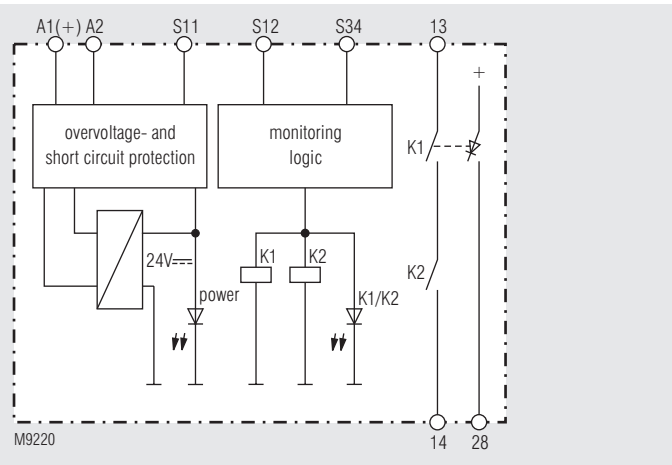 A1(+) A2 S11 S12 S34 13
+
overvoltage- and
short circuit protection
monitoring
logic
K1
24V
K1 K2
K2
power
K1/K2
M9220
14 28